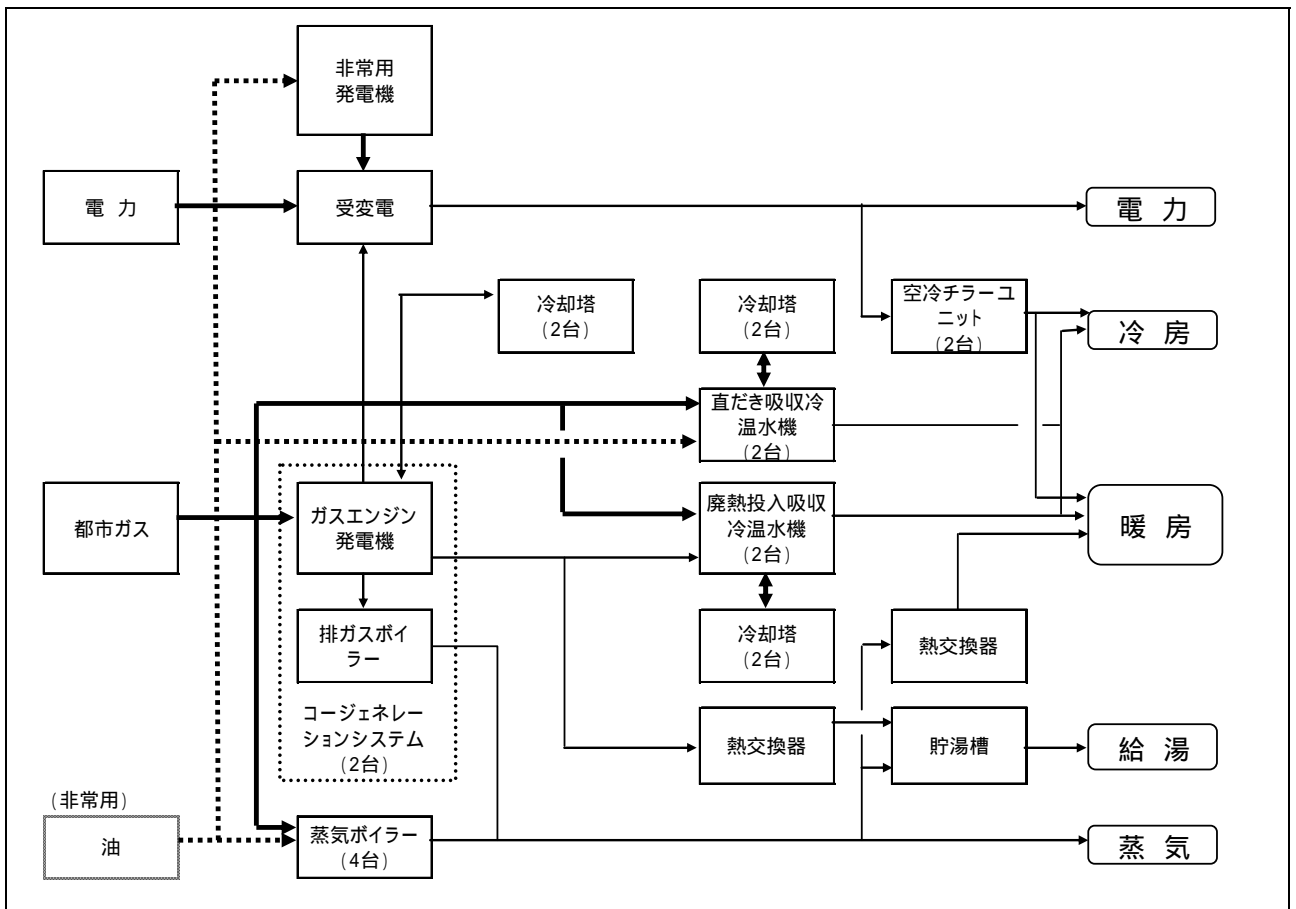 非常用
発電機
電 力
受変電
電 力
冷却塔
(2台)
冷却塔
(2台)
空冷チラーユ
ニット
(2台)
冷 房
直だき吸収冷
温水機
(2台)
都市ガス
ガスエンジン
発電機
廃熱投入吸収
冷温水機
(2台)
暖 房
排ガスボイ
ラー
冷却塔
(2台)
熱交換器
コージェネレー
ションシステム
(2台)
熱交換器
貯湯槽
給 湯
(非常用)
油
蒸気ボイラー
(4台)
蒸 気